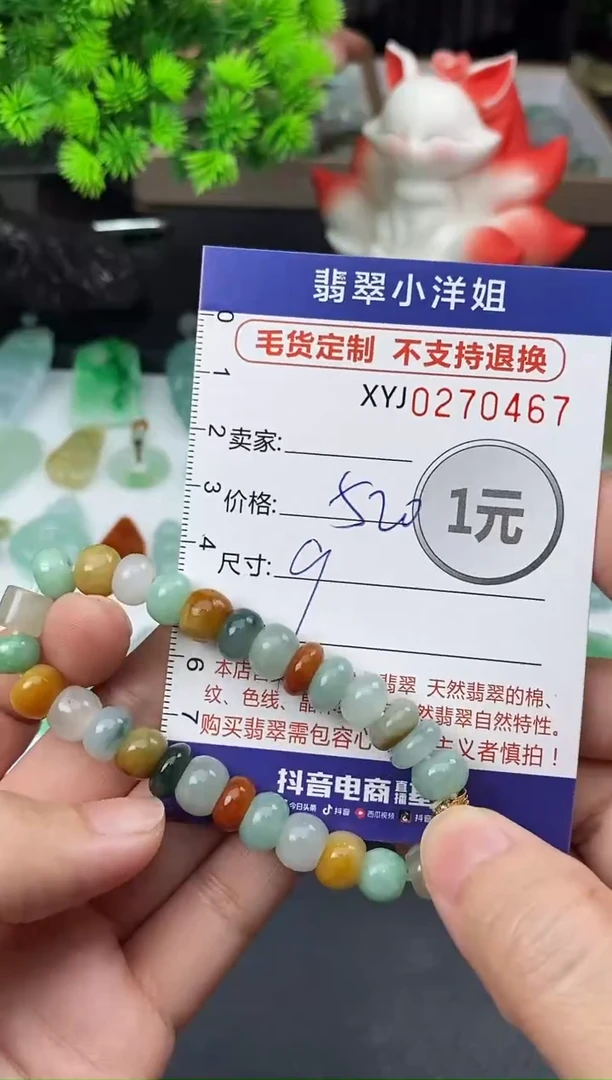 翡翠小洋姐
毛货定制 不支持退换
XYJ0270467
0
1
2
3
4
6
7
卖家:
价格: 520
1元
尺寸: 9
本店 翡翠 天然翡翠的棉、
纹、色线、 然翡翠自然特性。
购买翡翠需包容心 主义者慎拍！
抖音电商 直播
今日头条 抖音 西瓜视频 抖音